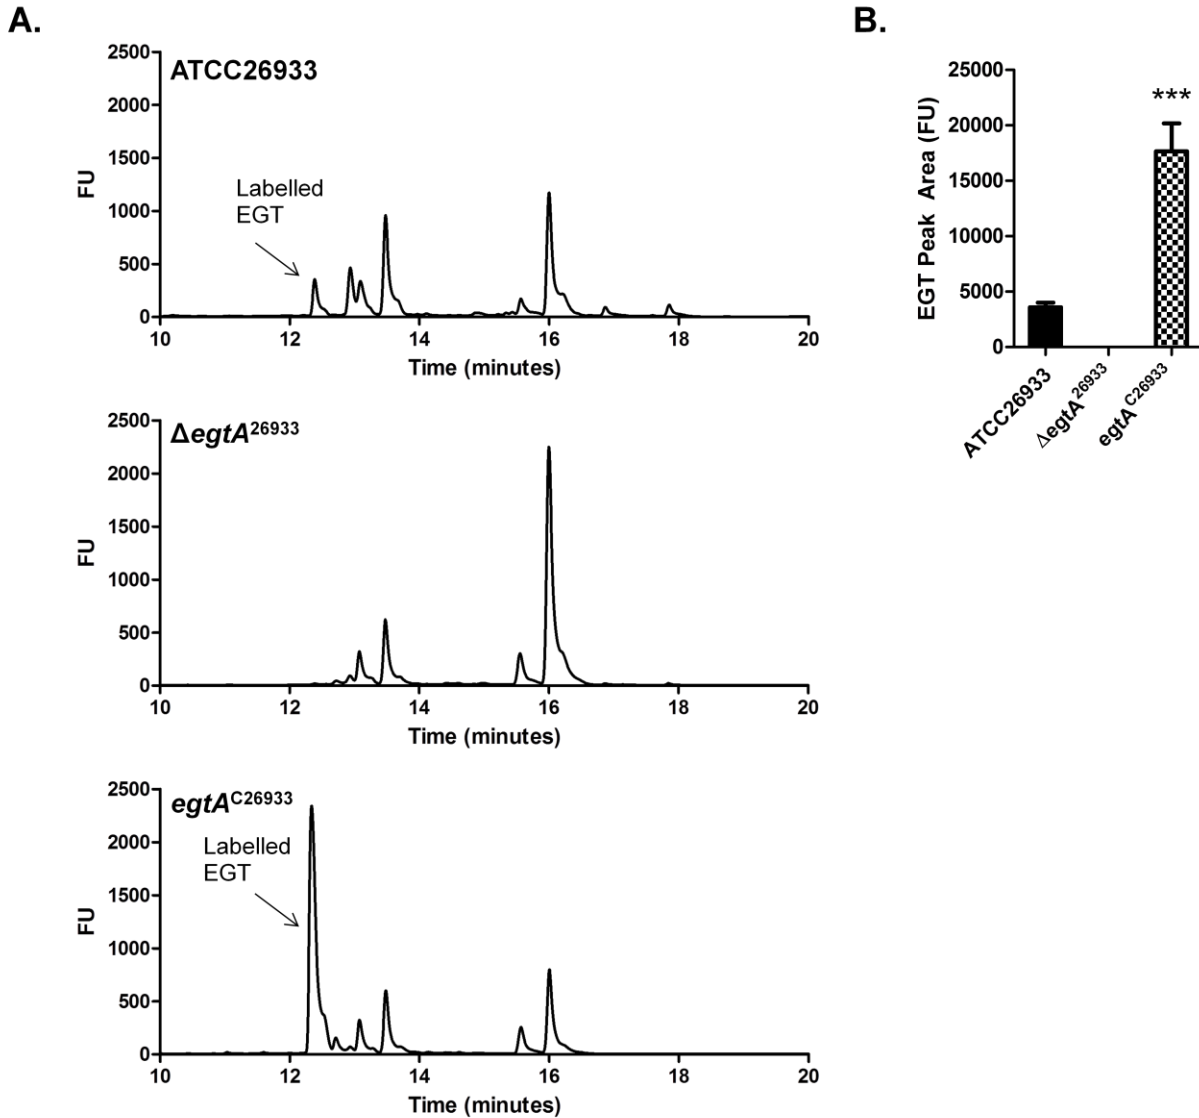 A.
ATCC26933
2500
2000
1500
1000
500
0
FU
Labelled
EGT
10 12 14 16 18 20
Time (minutes)
ΔegtA26933
2500
2000
1500
1000
500
0
FU
10 12 14 16 18 20
Time (minutes)
egtAC26933
2500
2000
1500
1000
500
0
FU
Labelled
EGT
10 12 14 16 18 20
Time (minutes)
B.
25000
20000
15000
10000
5000
0
EGT Peak Area (FU)
***
ATCC26933
ΔegtA26933
egtAC26933